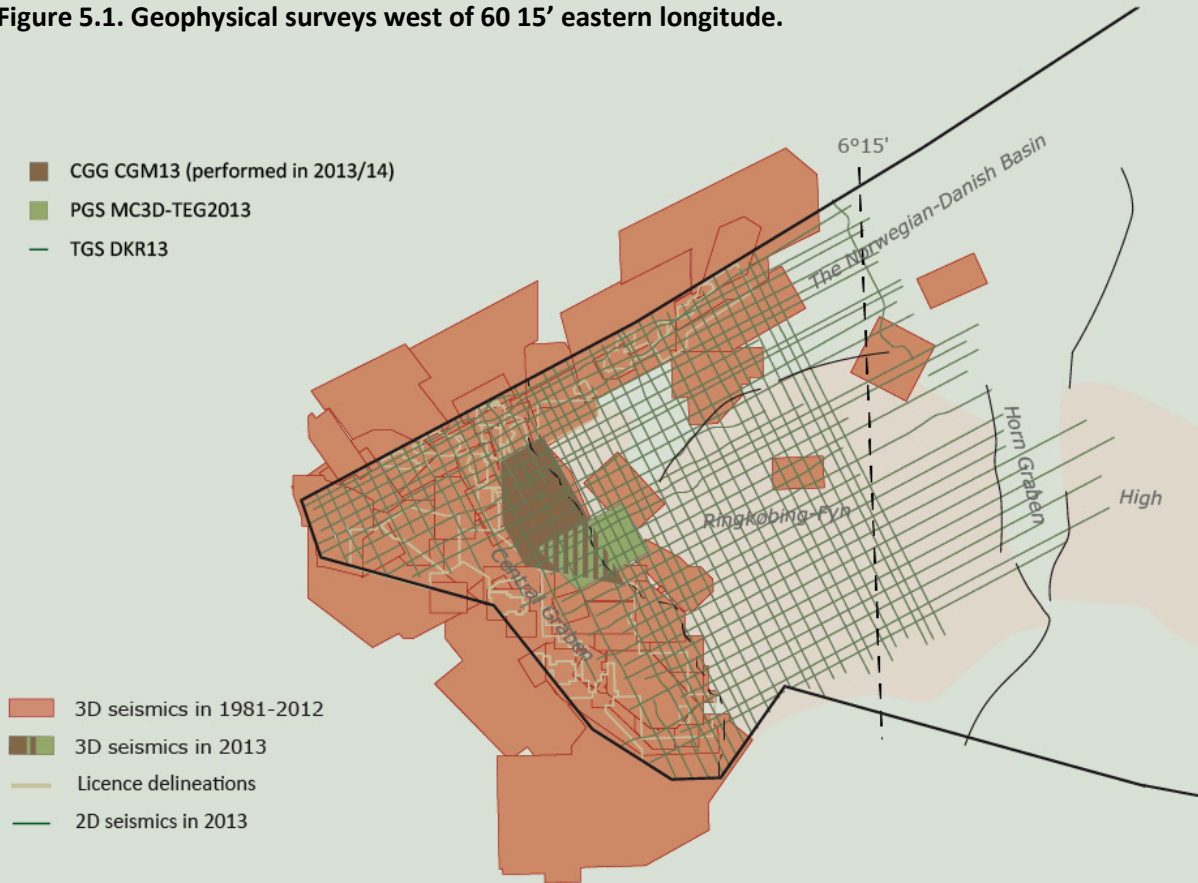 Figure 5.1. Geophysical surveys west of 60 15’ eastern longitude.
6°15'
CGG CGM13 (performed in 2013/14)
PGS MC3D-TEG2013
TGS DKR13
The Norwegian-Danish Basin
Horn Graben
High
Ringkøbing-Fyn
Central Graben
3D seismics in 1981-2012
3D seismics in 2013
Licence delineations
2D seismics in 2013